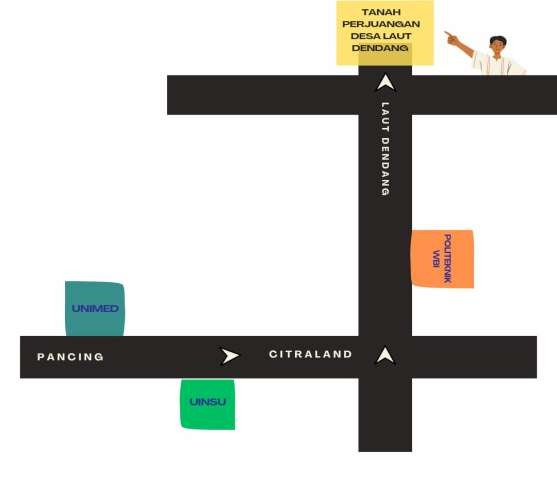 TANAH
PERJUANGAN
DESA LAUT
DENDANG
LAUT DENDANG
POLITEKNIK
WBI
UNIMED
PANCING
CITRALAND
UINSU